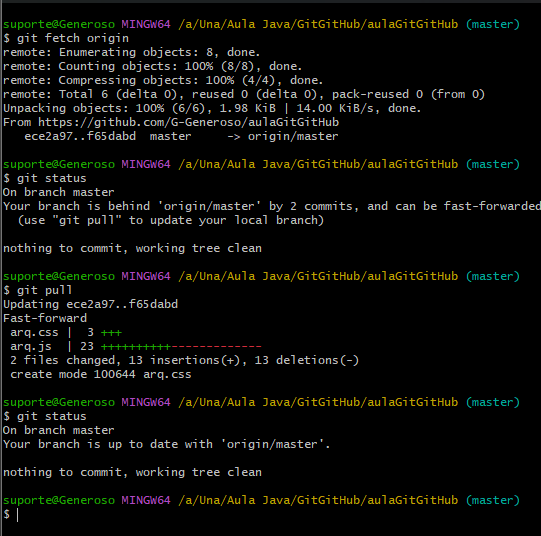 suporte@Generoso MINGW64 /a/Una/Aula Java/GitGitHub/aulaGitGitHub (master)
$ git fetch origin
remote: Enumerating objects: 8, done.
remote: Counting objects: 100% (8/8), done.
remote: Compressing objects: 100% (4/4), done.
remote: Total 6 (delta 0), reused 0 (delta 0), pack-reused 0 (from 0)
Unpacking objects: 100% (6/6), 1.98 KiB | 14.00 KiB/s, done.
From https://github.com/G-Generoso/aulaGitGitHub
   ece2a97..f65dabd  master     -> origin/master

suporte@Generoso MINGW64 /a/Una/Aula Java/GitGitHub/aulaGitGitHub (master)
$ git status
On branch master
Your branch is behind 'origin/master' by 2 commits, and can be fast-forwarded
  (use "git pull" to update your local branch)

nothing to commit, working tree clean

suporte@Generoso MINGW64 /a/Una/Aula Java/GitGitHub/aulaGitGitHub (master)
$ git pull
Updating ece2a97..f65dabd
Fast-forward
 arq.css |  3 +++
 arq.js  | 23 ++++++++++-------------
 2 files changed, 13 insertions(+), 13 deletions(-)
 create mode 100644 arq.css

suporte@Generoso MINGW64 /a/Una/Aula Java/GitGitHub/aulaGitGitHub (master)
$ git status
On branch master
Your branch is up to date with 'origin/master'.

nothing to commit, working tree clean

suporte@Generoso MINGW64 /a/Una/Aula Java/GitGitHub/aulaGitGitHub (master)
$